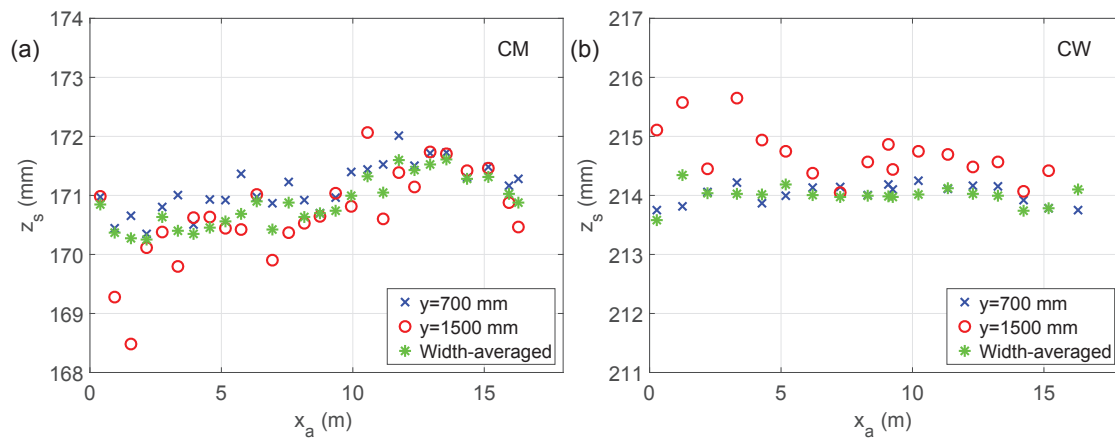 (a)
CM
174
173
172
171
170
169
168
z_s (mm)
0 5 10 15
x_a (m)
y=700 mm
y=1500 mm
Width-averaged
(b)
CW
217
216
215
214
213
212
211
z_s (mm)
0 5 10 15
x_a (m)
y=700 mm
y=1500 mm
Width-averaged